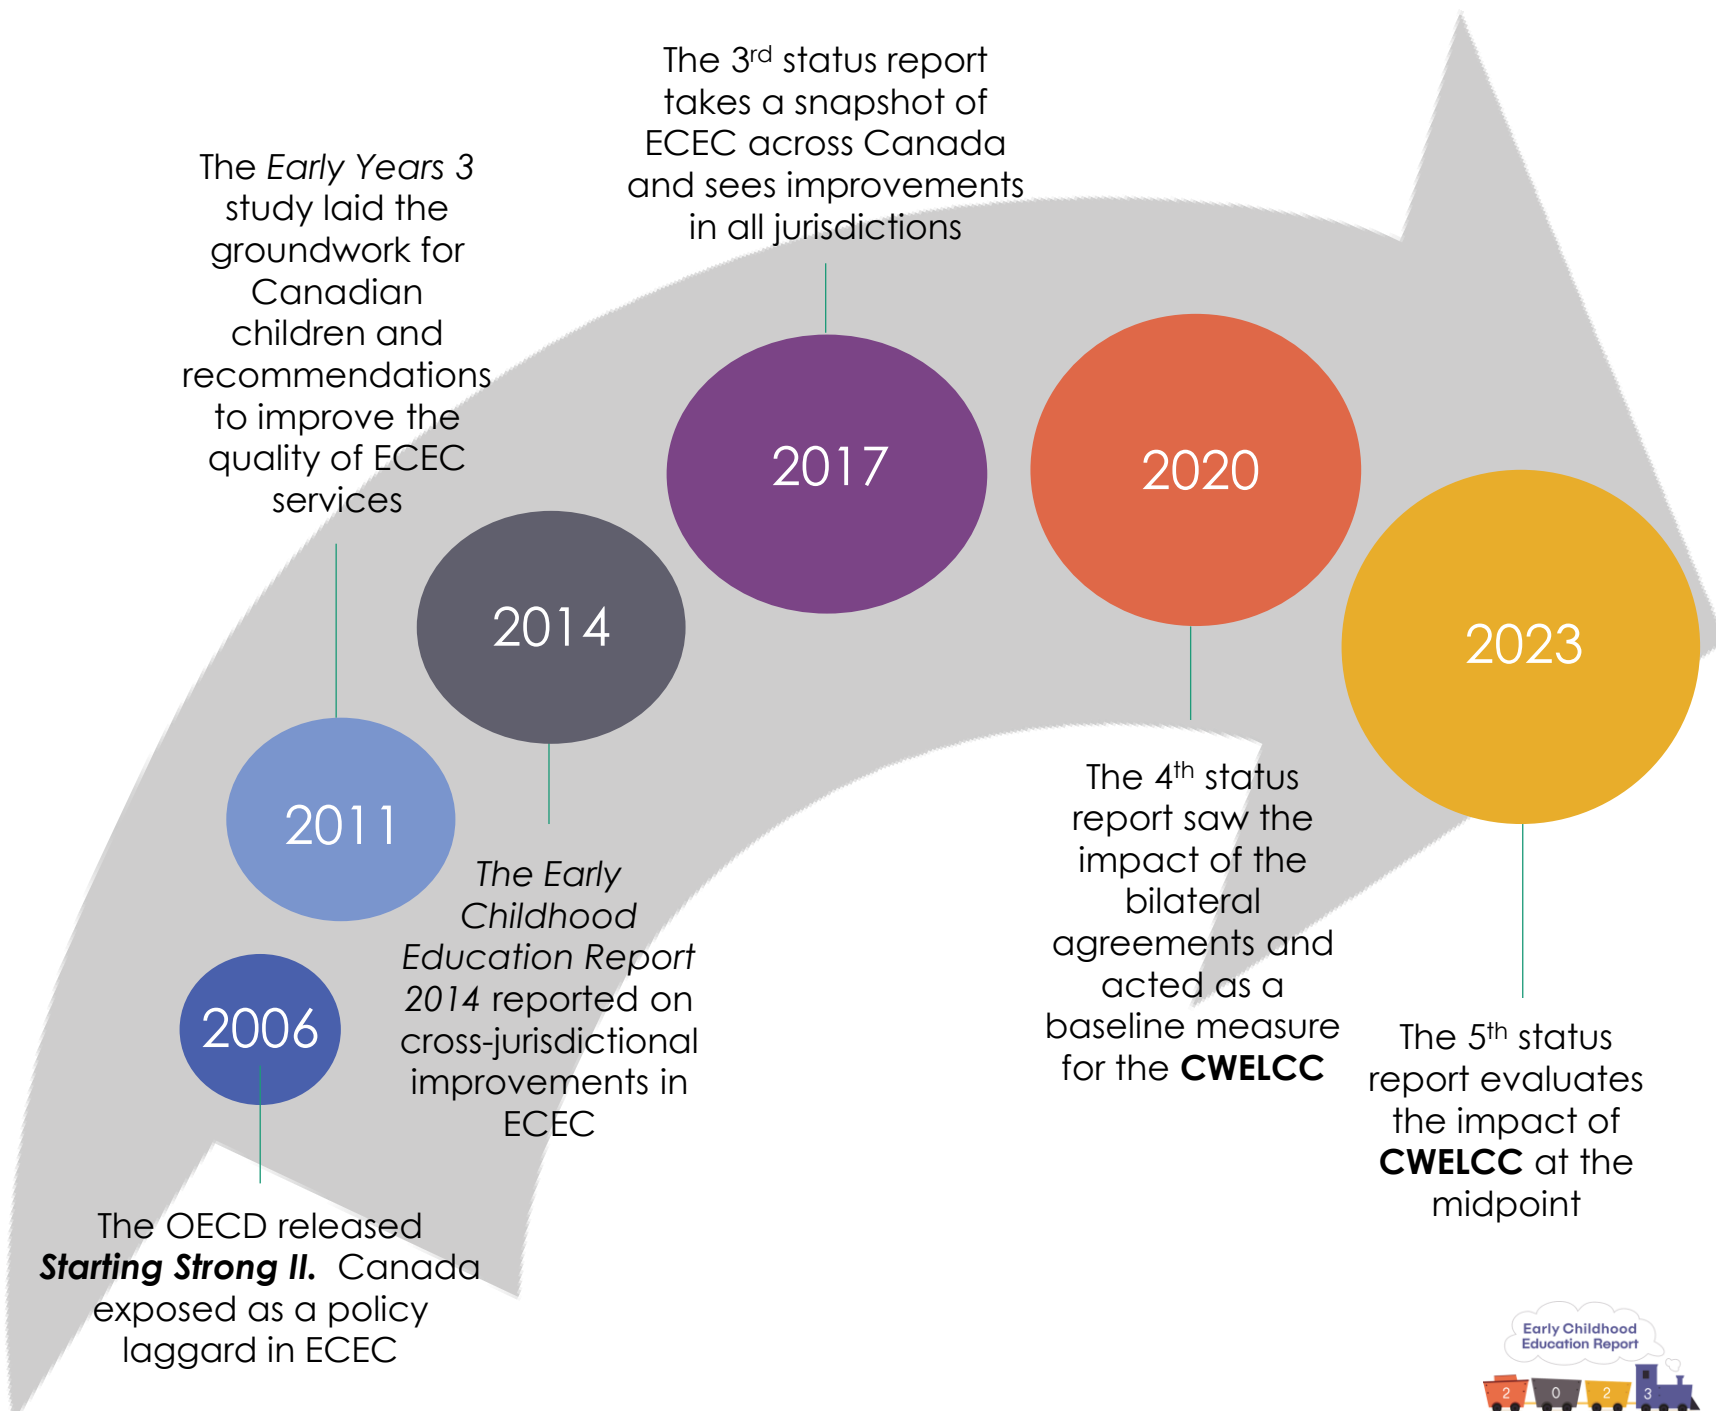 The OECD released
Starting Strong II. Canada
exposed as a policy
laggard in ECEC
2006
The Early Years 3
study laid the
groundwork for
Canadian
children and
recommendations
to improve the
quality of ECEC
services
2011
2014
The Early
Childhood
Education Report
2014 reported on
cross-jurisdictional
improvements in
ECEC
The 3rd status report
takes a snapshot of
ECEC across Canada
and sees improvements
in all jurisdictions
2017
2020
The 4th status
report saw the
impact of the
bilateral
agreements and
acted as a
baseline measure
for the CWELCC
2023
The 5th status
report evaluates
the impact of
CWELCC at the
midpoint
Early Childhood
Education Report
2 0 2 3